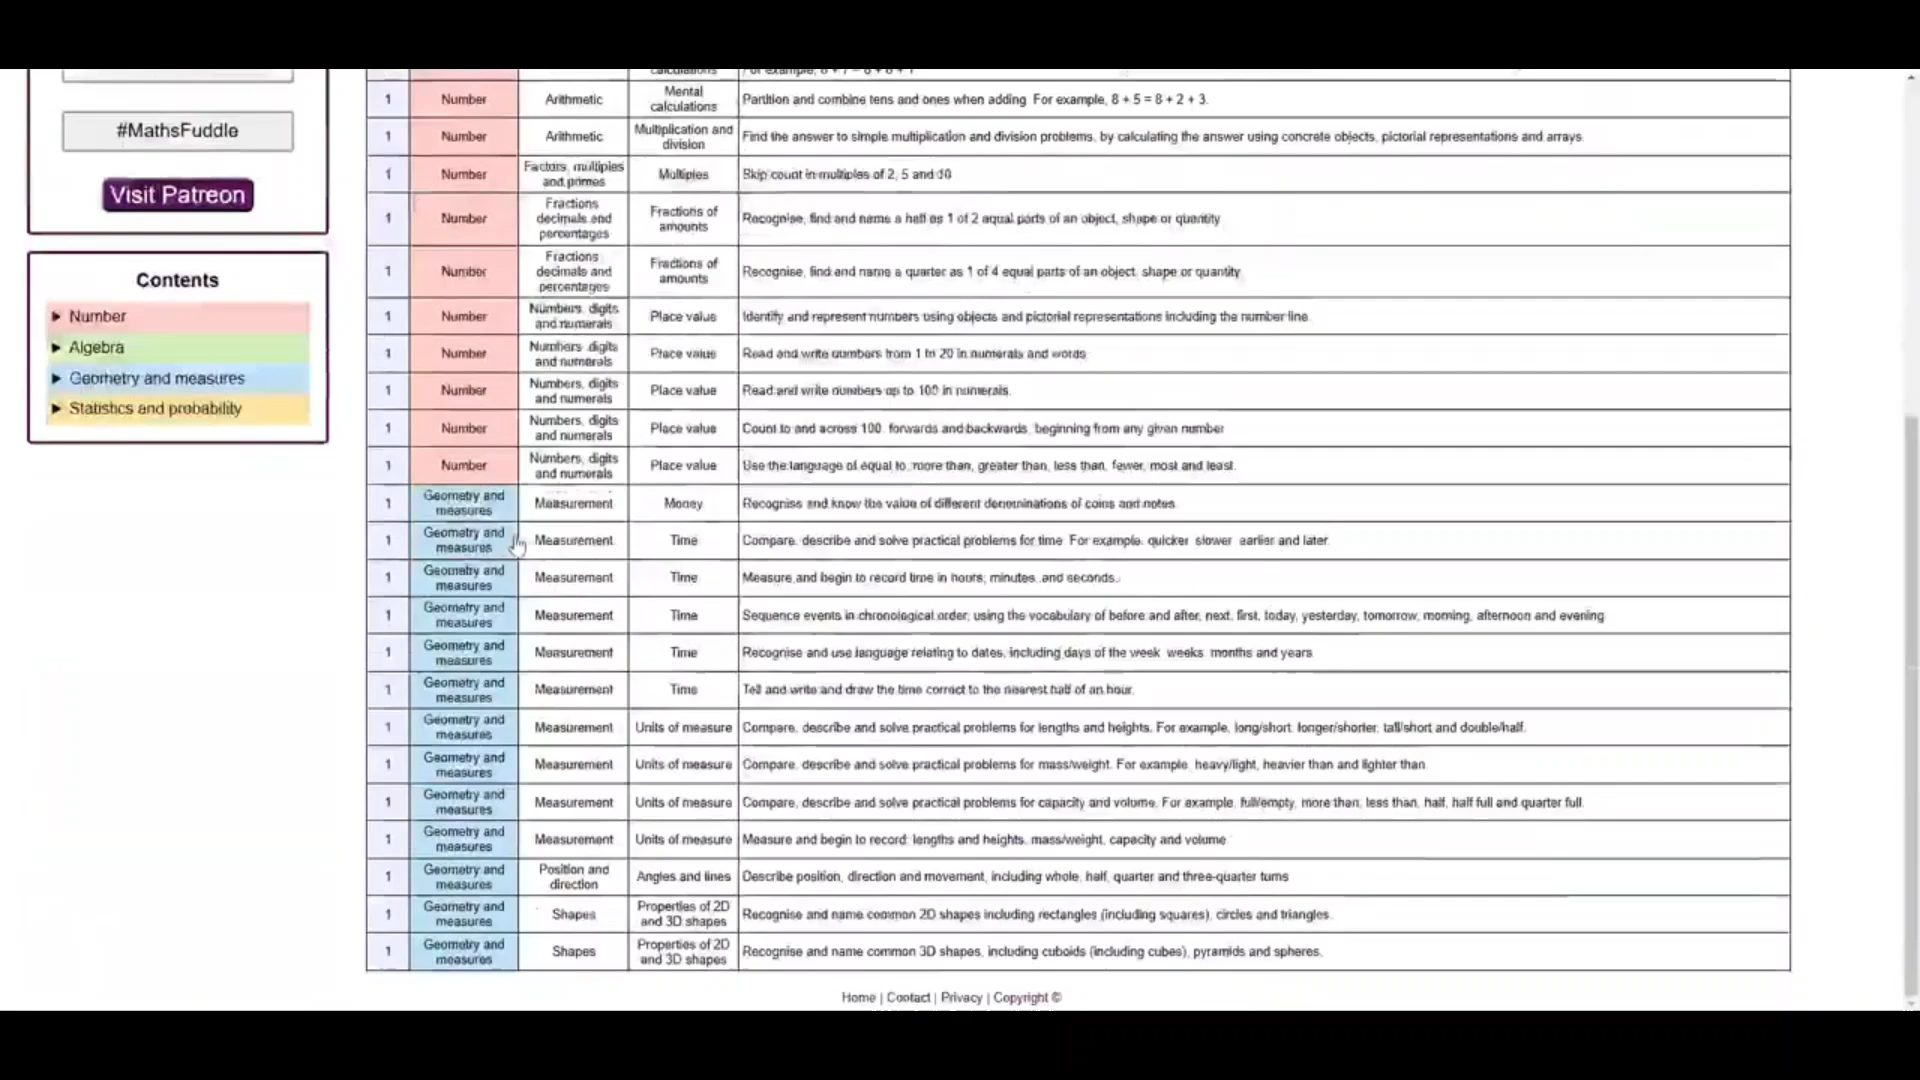 #MathsFuddle
Visit Patreon
Contents
► Number
► Algebra
► Geometry and measures
► Statistics and probability
calculations
1 Number Arithmetic Mental calculations Partition and combine tens and ones when adding. For example, 8 + 5 = 8 + 2 + 3.
1 Number Arithmetic Multiplication and division Find the answer to simple multiplication and division problems, by calculating the answer using concrete objects, pictorial representations and arrays.
1 Number Factors, multiples and primes Multiples Skip count in multiples of 2, 5 and 10
1 Number Fractions decimals and percentages Fractions of amounts Recognise, find and name a half as 1 of 2 equal parts of an object, shape or quantity
1 Number Fractions decimals and percentages Fractions of amounts Recognise, find and name a quarter as 1 of 4 equal parts of an object, shape or quantity
1 Number Numbers, digits and numerals Place value Identify and represent numbers using objects and pictorial representations including the number line.
1 Number Numbers digits and numerals Place value Read and write numbers from 1 to 20 in numerals and words
1 Number Numbers, digits and numerals Place value Read and write numbers up to 100 in numerals.
1 Number Numbers, digits and numerals Place value Count to and across 100, forwards and backwards, beginning from any given number
1 Number Numbers, digits and numerals Place value Use the language of equal to, more than, greater than, less than, fewer, most and least.
1 Geometry and measures Measurement Money Recognise and know the value of different denominations of coins and notes.
1 Geometry and measures Measurement Time Compare, describe and solve practical problems for time. For example, quicker slower earlier and later.
1 Geometry and measures Measurement Time Measure and begin to record time in hours, minutes and seconds.
1 Geometry and measures Measurement Time Sequence events in chronological order, using the vocabulary of before and after, next, first, today, yesterday, tomorrow, morning, afternoon and evening
1 Geometry and measures Measurement Time Recognise and use language relating to dates, including days of the week weeks months and years
1 Geometry and measures Measurement Time Tell and write and draw the time correct to the nearest half of an hour.
1 Geometry and measures Measurement Units of measure Compare, describe and solve practical problems for lengths and heights. For example, long/short, longer/shorter, tall/short and double/half.
1 Geometry and measures Measurement Units of measure Compare, describe and solve practical problems for mass/weight. For example, heavy/light, heavier than and lighter than.
1 Geometry and measures Measurement Units of measure Compare, describe and solve practical problems for capacity and volume. For example, full/empty, more than, less than, half, half full and quarter full.
1 Geometry and measures Measurement Units of measure Measure and begin to record: lengths and heights, mass/weight, capacity and volume
1 Geometry and measures Position and direction Angles and lines Describe position, direction and movement, including whole, half, quarter and three-quarter turns
1 Geometry and measures Shapes Properties of 2D and 3D shapes Recognise and name common 2D shapes including rectangles (including squares), circles and triangles.
1 Geometry and measures Shapes Properties of 2D and 3D shapes Recognise and name common 3D shapes, including cuboids (including cubes), pyramids and spheres.
Home | Contact | Privacy | Copyright ©